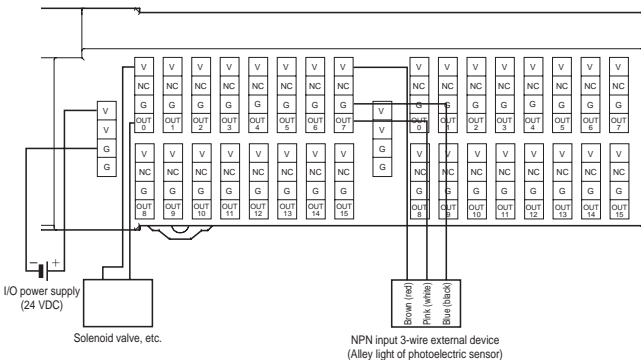 V V V V V V V V V V V V V V V V
NC NC NC NC NC NC NC NC NC NC NC NC NC NC NC NC
V G G G G G G G G V G G G G G G G G
OUT OUT OUT OUT OUT OUT OUT OUT OUT OUT OUT OUT OUT OUT OUT OUT
0 1 2 3 4 5 6 7 0 1 2 3 4 5 6 7
V V
G V V V V V V V V G V V V V V V V V
G NC NC NC NC NC NC NC NC G NC NC NC NC NC NC NC NC
G G G G G G G G G G G G G G G G
OUT OUT OUT OUT OUT OUT OUT OUT OUT OUT OUT OUT OUT OUT OUT OUT
8 9 10 11 12 13 14 15 8 9 10 11 12 13 14 15
− +
I/O power supply
(24 VDC)
Solenoid valve, etc.
Brown (red)
Pink (white)
Blue (black)
NPN input 3-wire external device
(Alley light of photoelectric sensor)